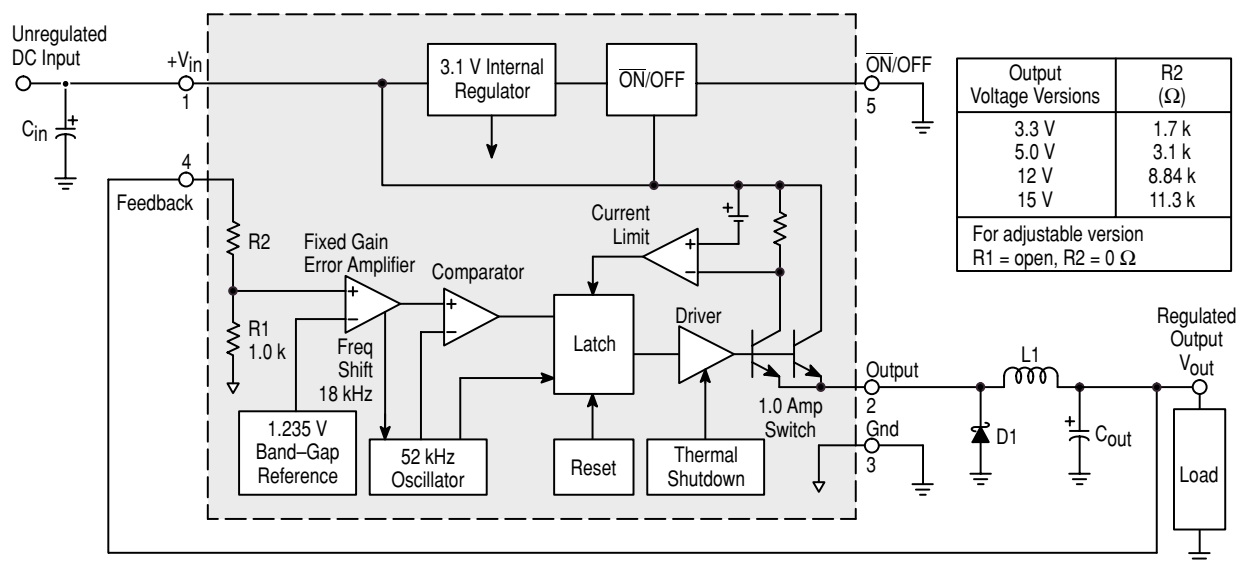 Unregulated
DC Input
+Vin
1
Cin
+
4
Feedback
3.1 V Internal
Regulator
ON/OFF
ON/OFF
5
Output
Voltage Versions
R2
(Ω)
3.3 V
1.7 k
5.0 V
3.1 k
12 V
8.84 k
15 V
11.3 k
For adjustable version
R1 = open, R2 = 0 Ω
R2
Fixed Gain
Error Amplifier
+
–
R1
1.0 k
Freq
Shift
18 kHz
Comparator
+
–
Current
Limit
+
–
+
Latch
Driver
1.0 Amp
Switch
Output
2
Gnd
3
1.235 V
Band–Gap
Reference
52 kHz
Oscillator
Reset
Thermal
Shutdown
D1
L1
+
Cout
Regulated
Output
Vout
Load